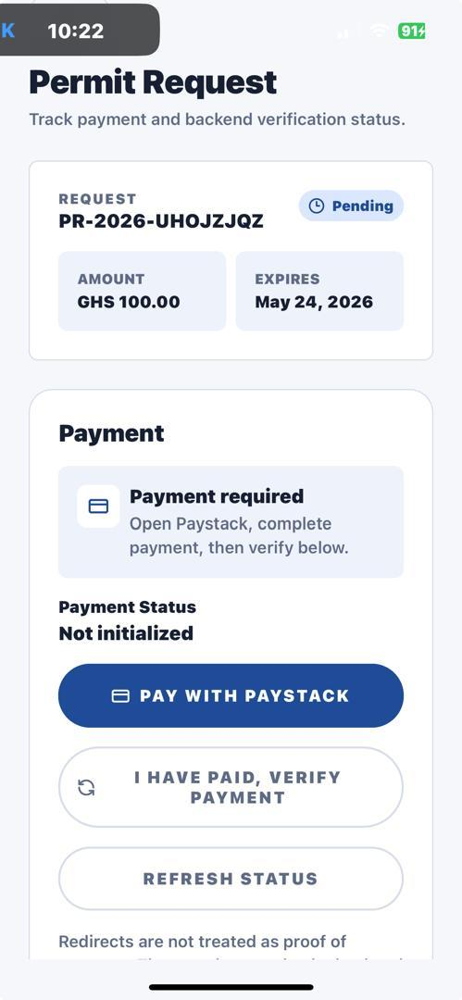 K 10:22 91
Permit Request
Track payment and backend verification status.
REQUEST
PR-2026-UHOJZJQZ
Pending
AMOUNT
GHS 100.00
EXPIRES
May 24, 2026
Payment
Payment required
Open Paystack, complete
payment, then verify below.
Payment Status
Not initialized
PAY WITH PAYSTACK
I HAVE PAID, VERIFY
PAYMENT
REFRESH STATUS
Redirects are not treated as proof of